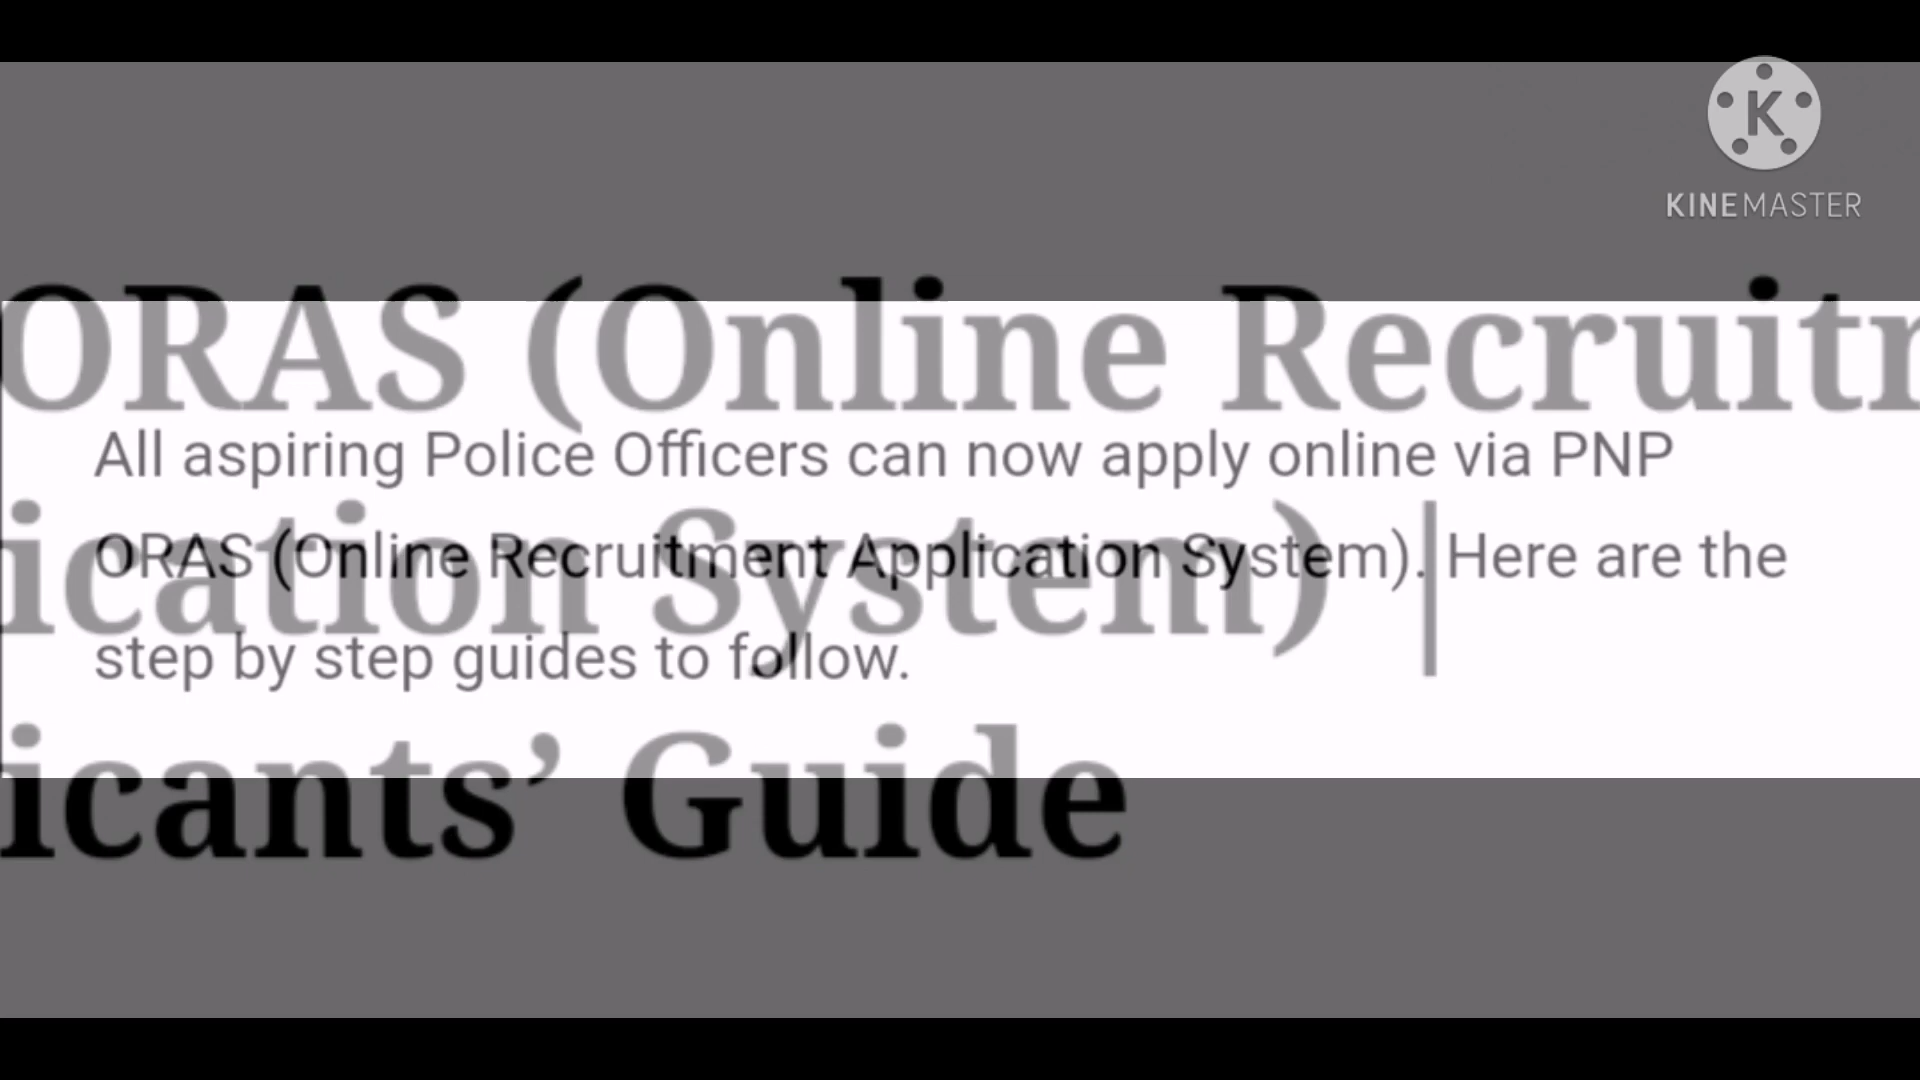 KINEMASTER
ORAS (Online Recruit
ication System) |
icants’ Guide
All aspiring Police Officers can now apply online via PNP
ORAS (Online Recruitment Application System). Here are the
step by step guides to follow.